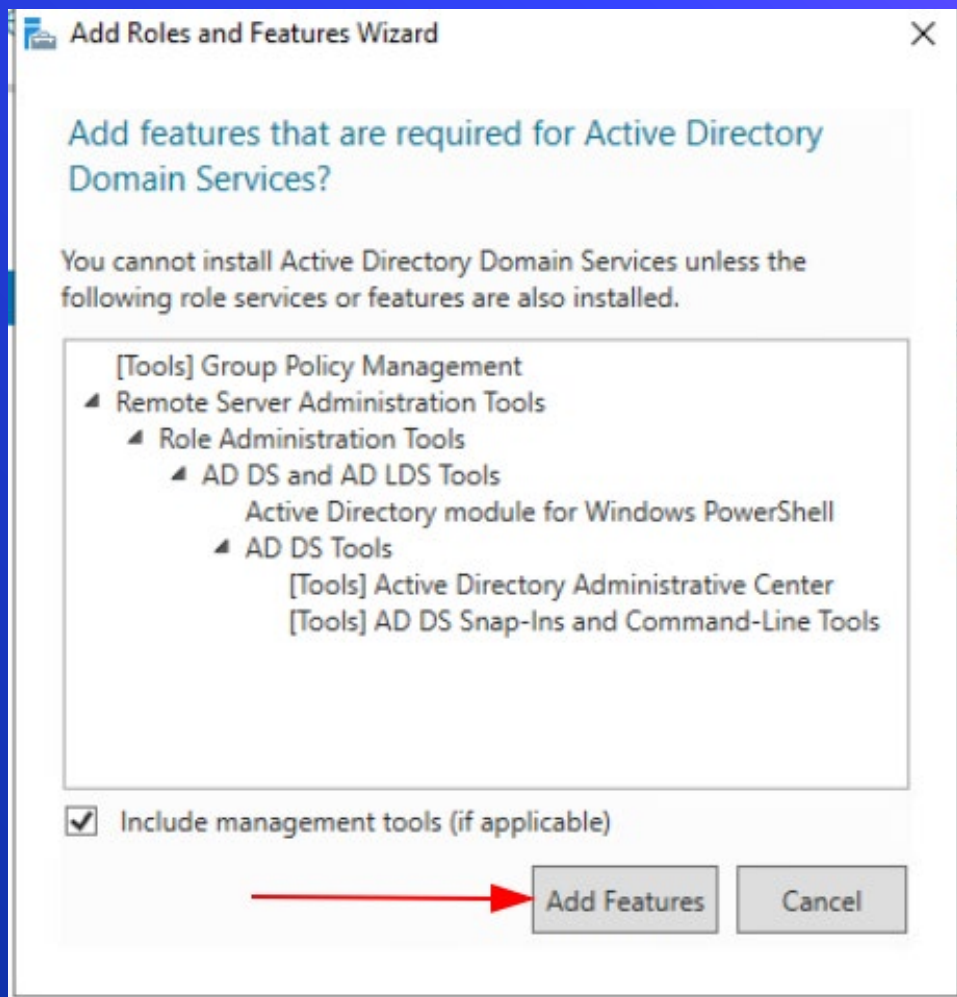 Add Roles and Features Wizard
Add features that are required for Active Directory
Domain Services?
You cannot install Active Directory Domain Services unless the
following role services or features are also installed.
[Tools] Group Policy Management
Remote Server Administration Tools
Role Administration Tools
AD DS and AD LDS Tools
Active Directory module for Windows PowerShell
AD DS Tools
[Tools] Active Directory Administrative Center
[Tools] AD DS Snap-Ins and Command-Line Tools
Include management tools (if applicable)
Add Features Cancel